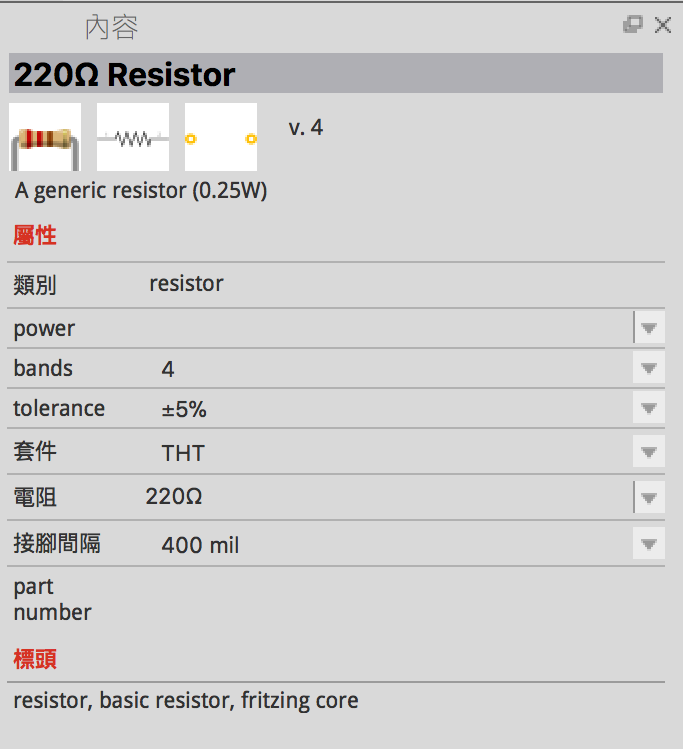 內容
220Ω Resistor
v. 4
A generic resistor (0.25W)
屬性
類別 resistor
power
bands 4
tolerance ±5%
套件 THT
電阻 220Ω
接腳間隔 400 mil
part
number
標頭
resistor, basic resistor, fritzing core